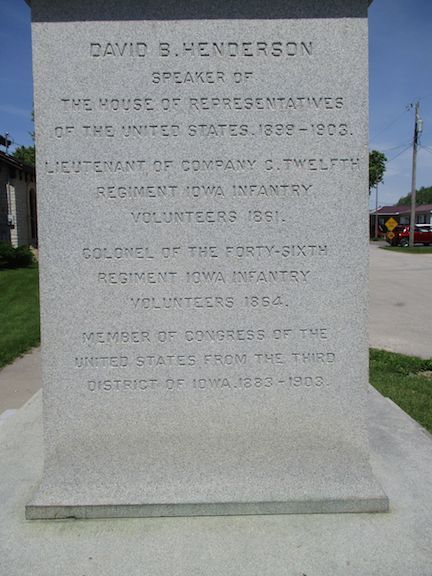 DAVID B. HENDERSON
SPEAKER OF
THE HOUSE OF REPRESENTATIVES
OF THE UNITED STATES. 1899-1903.
LIEUTENANT OF COMPANY C. TWELFTH
REGIMENT IOWA INFANTRY
VOLUNTEERS 1861.
COLONEL OF THE FORTY-SIXTH
REGIMENT IOWA INFANTRY
VOLUNTEERS 1864.
MEMBER OF CONGRESS OF THE
UNITED STATES FROM THE THIRD
DISTRICT OF IOWA. 1883-1903.